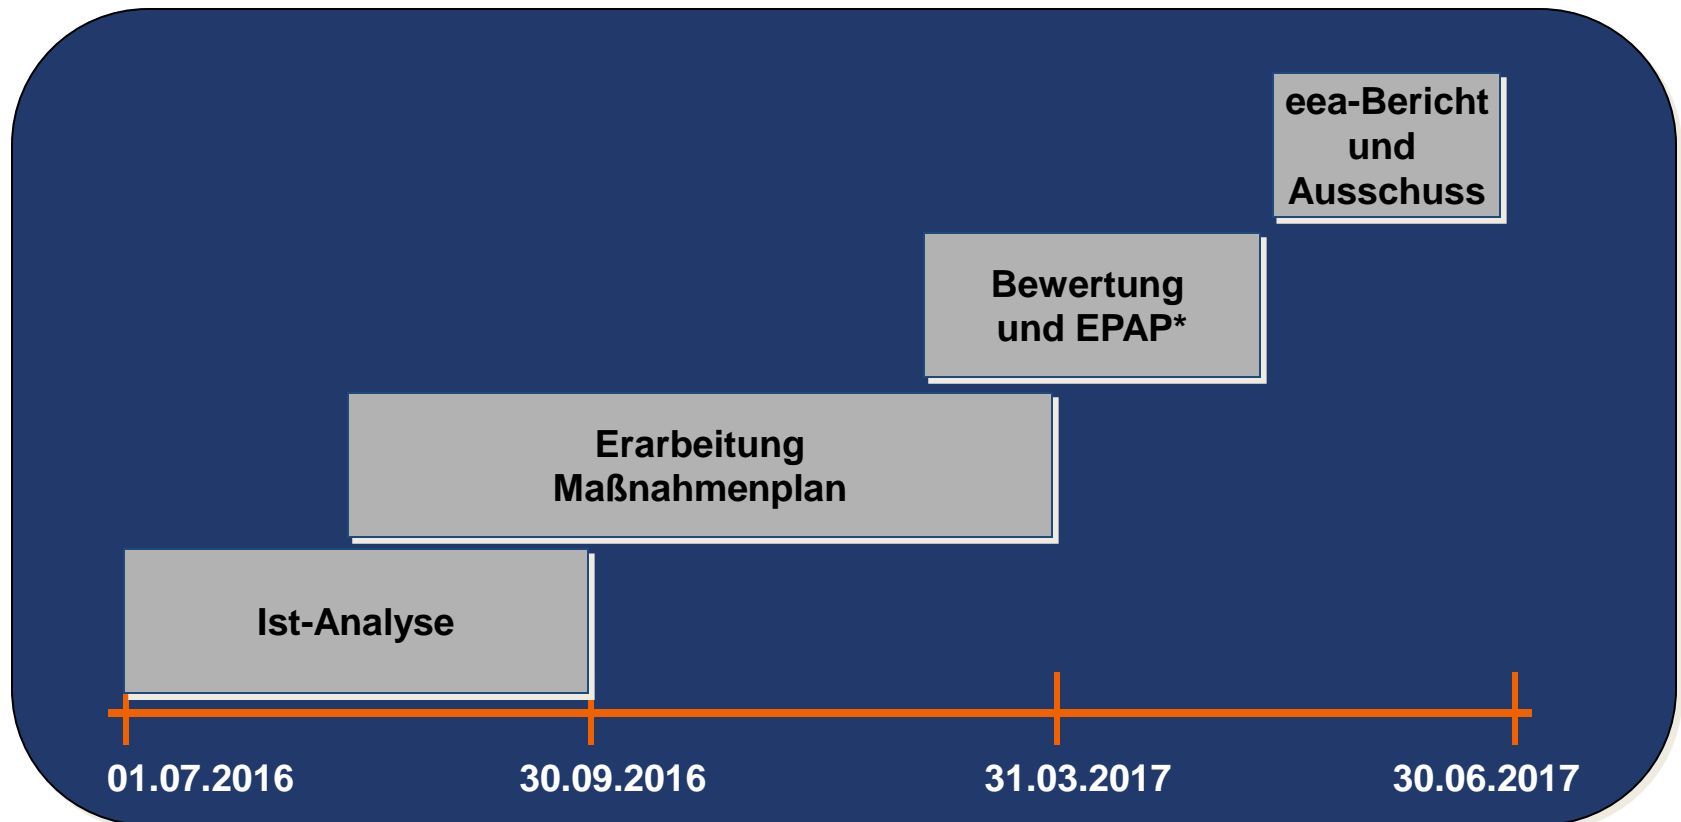 eea-Bericht
und
Ausschuss
Bewertung
und EPAP*
Erarbeitung
Maßnahmenplan
Ist-Analyse
01.07.2016 30.09.2016 31.03.2017 30.06.2017